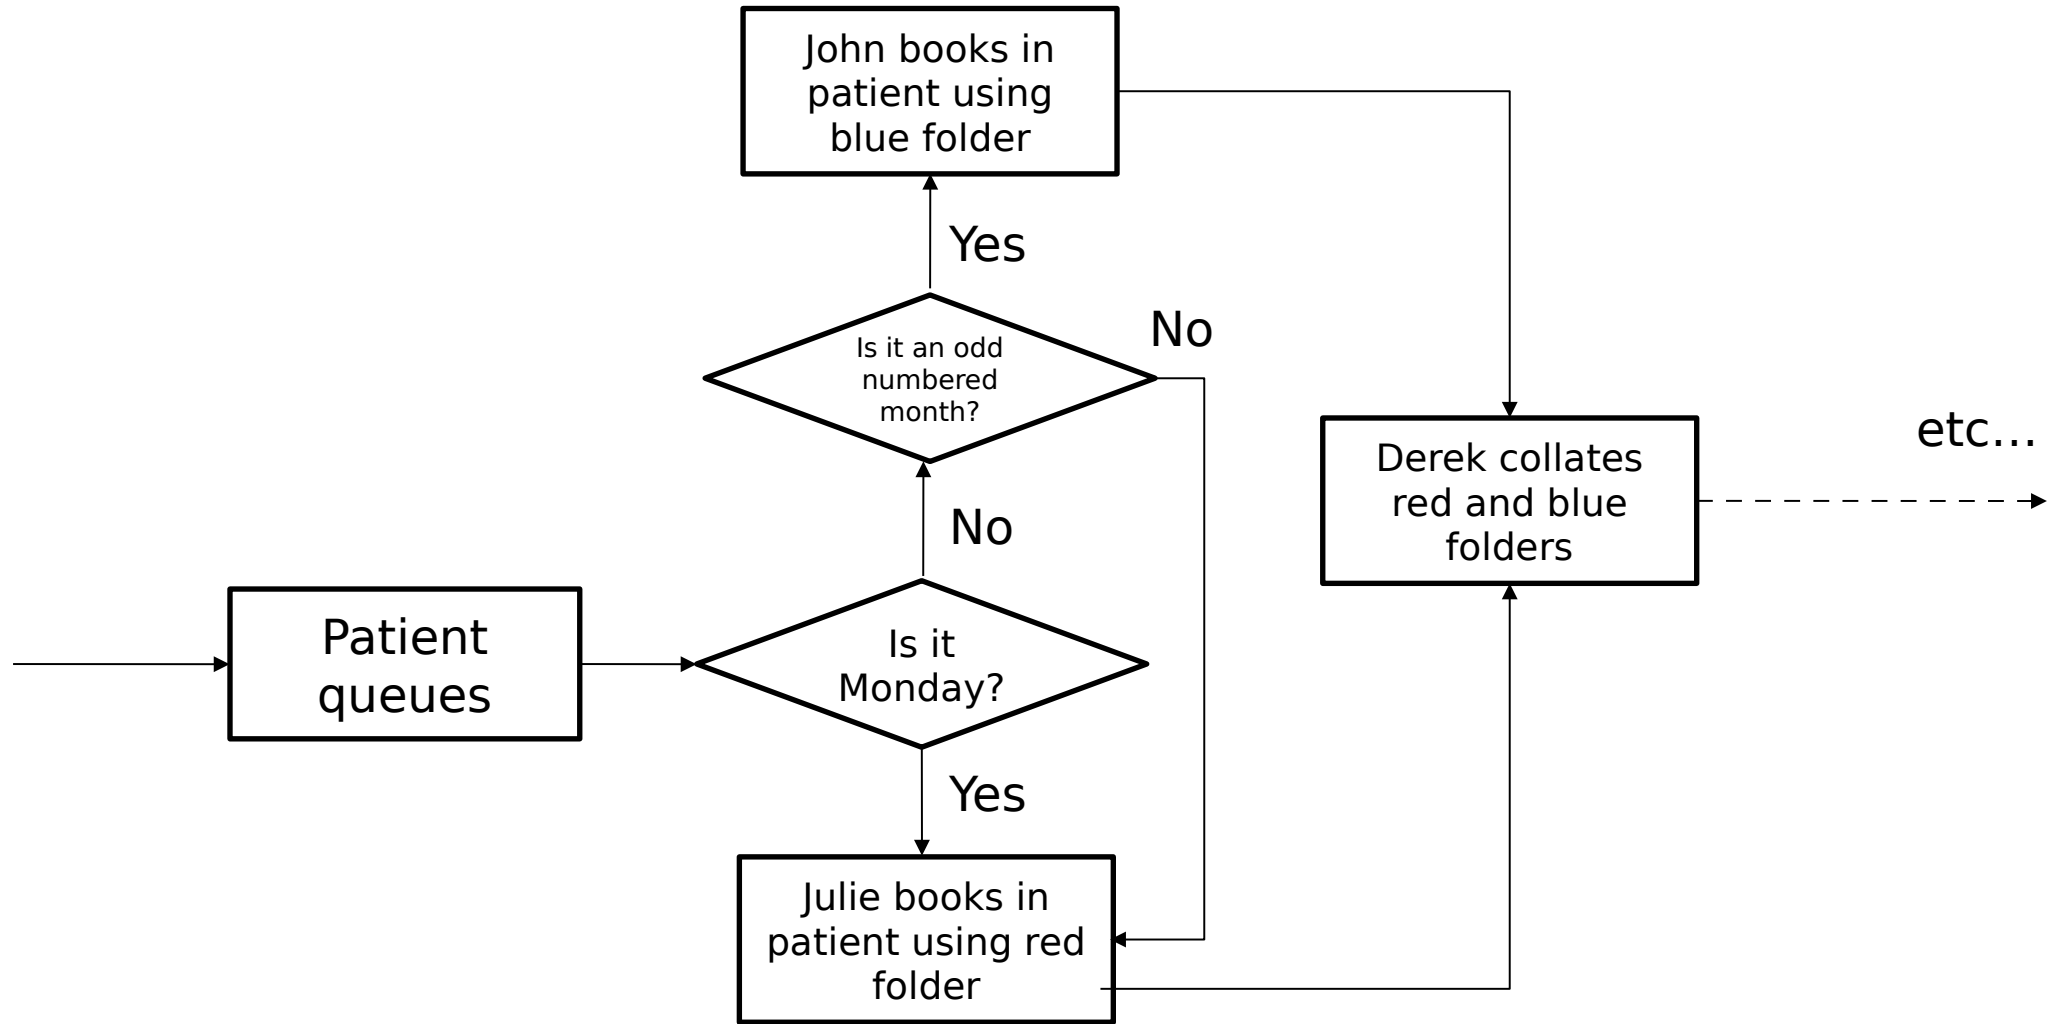 John books in
patient using
blue folder
Yes
No
Is it an odd
numbered
month?
etc...
Derek collates
red and blue
folders
No
Patient
queues
Is it
Monday?
Yes
Julie books in
patient using red
folder